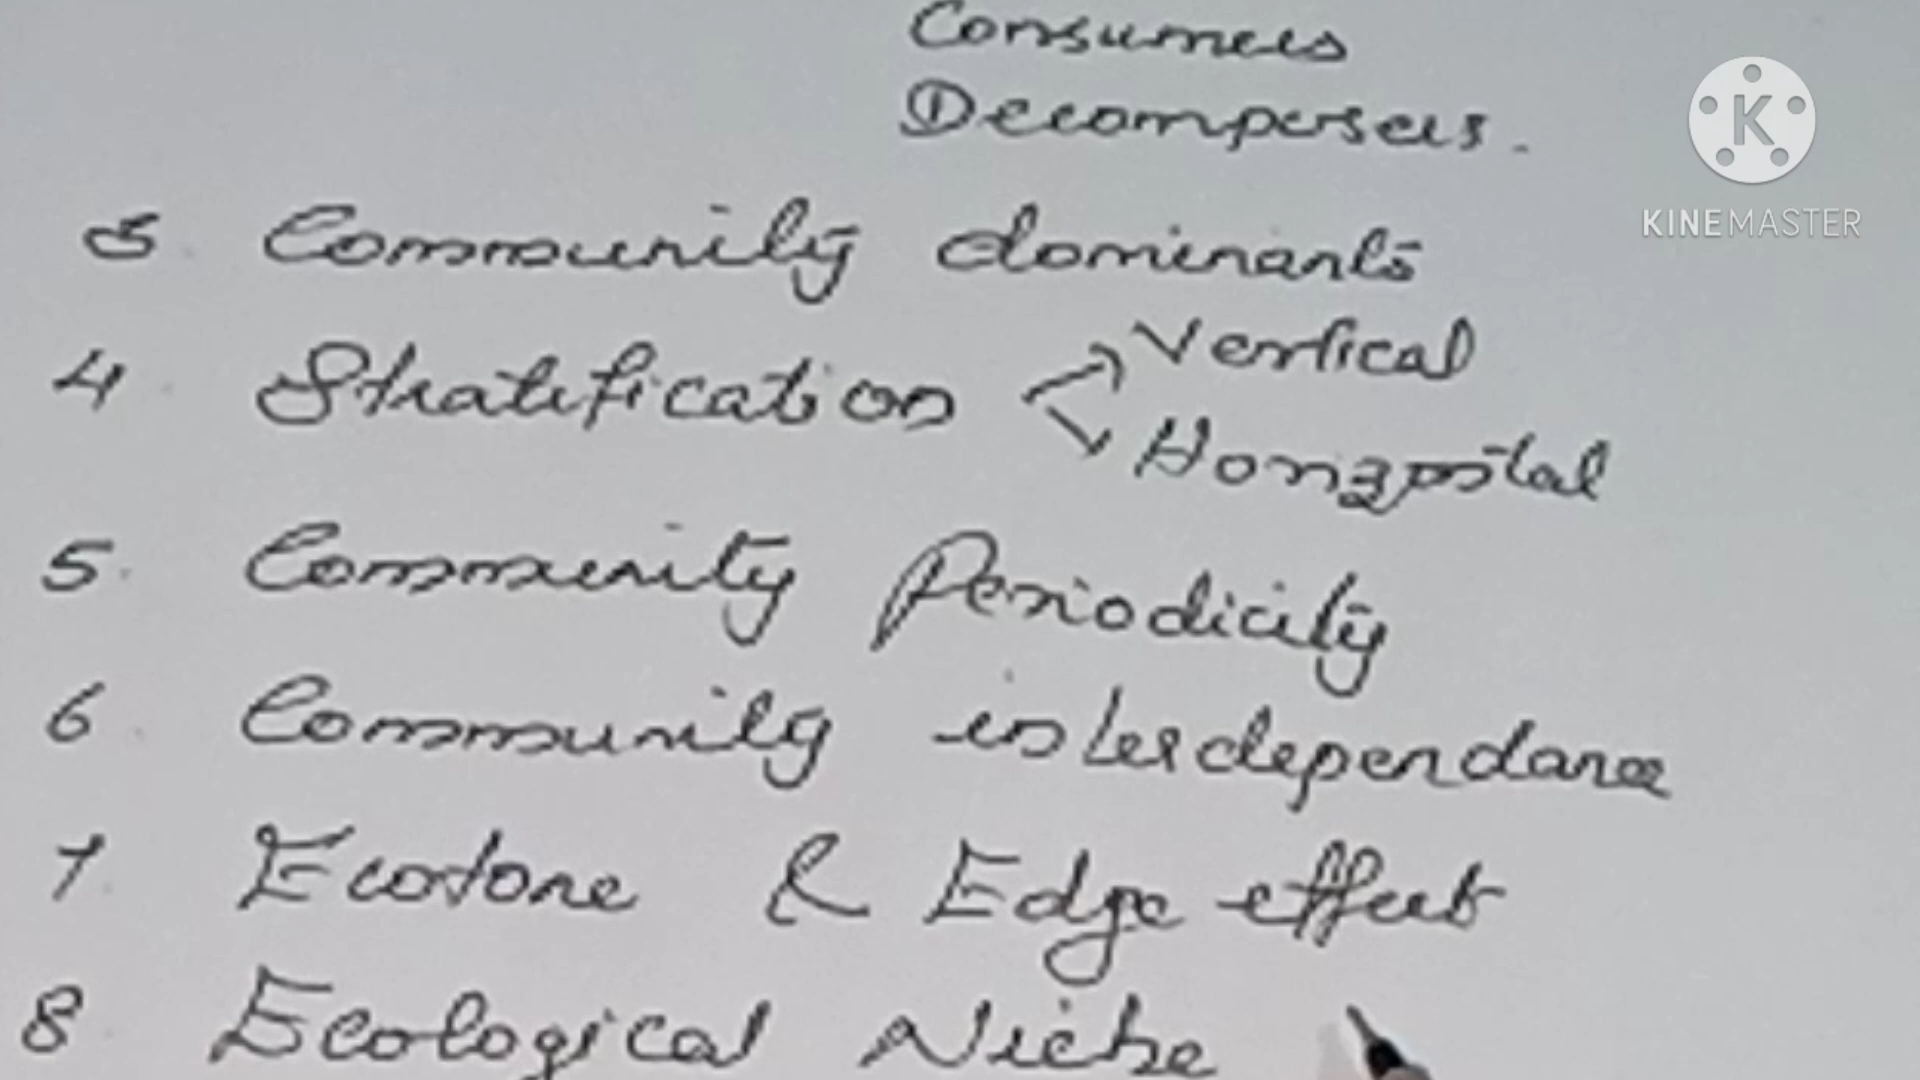 Consumers
Decomposers.
3 Community dominants
4 Stratification
Vertical
Horizontal
5. Community Periodicity
6. Community interdependance
7. Ecotone & Edge effect
8 Ecological Niche
K
KINEMASTER